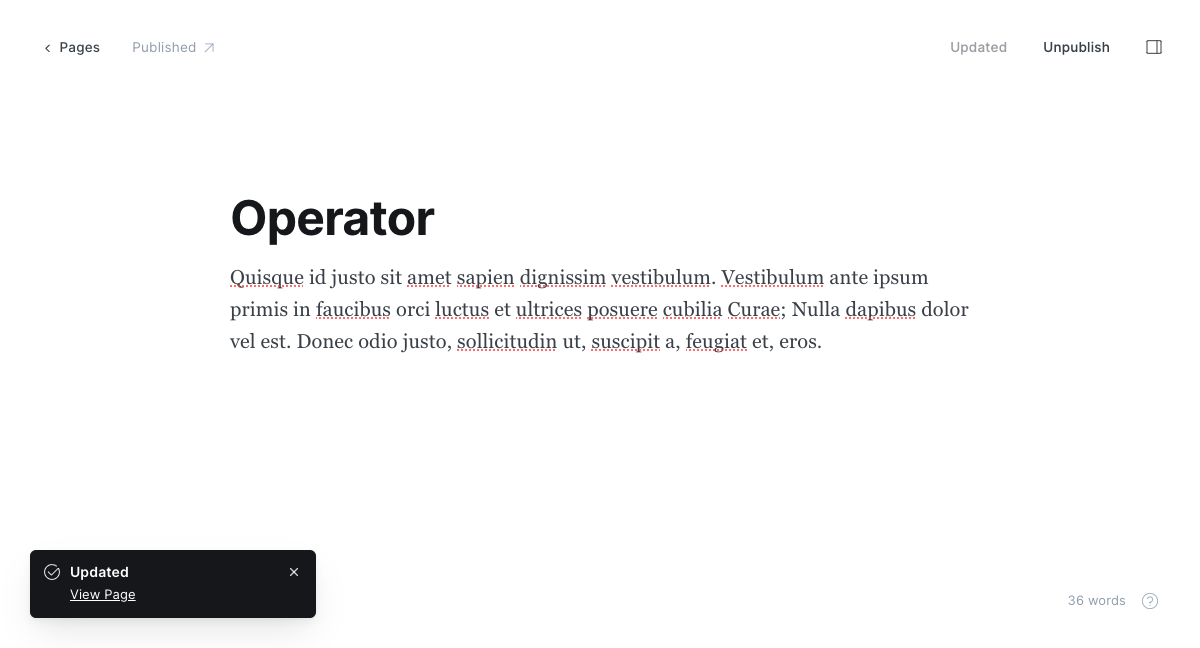 Pages
Published
Updated
Unpublish
Operator
Quisque id justo sit amet sapien dignissim vestibulum. Vestibulum ante ipsum
primis in faucibus orci luctus et ultrices posuere cubilia Curae; Nulla dapibus dolor
vel est. Donec odio justo, sollicitudin ut, suscipit a, feugiat et, eros.
Updated
View Page
36 words